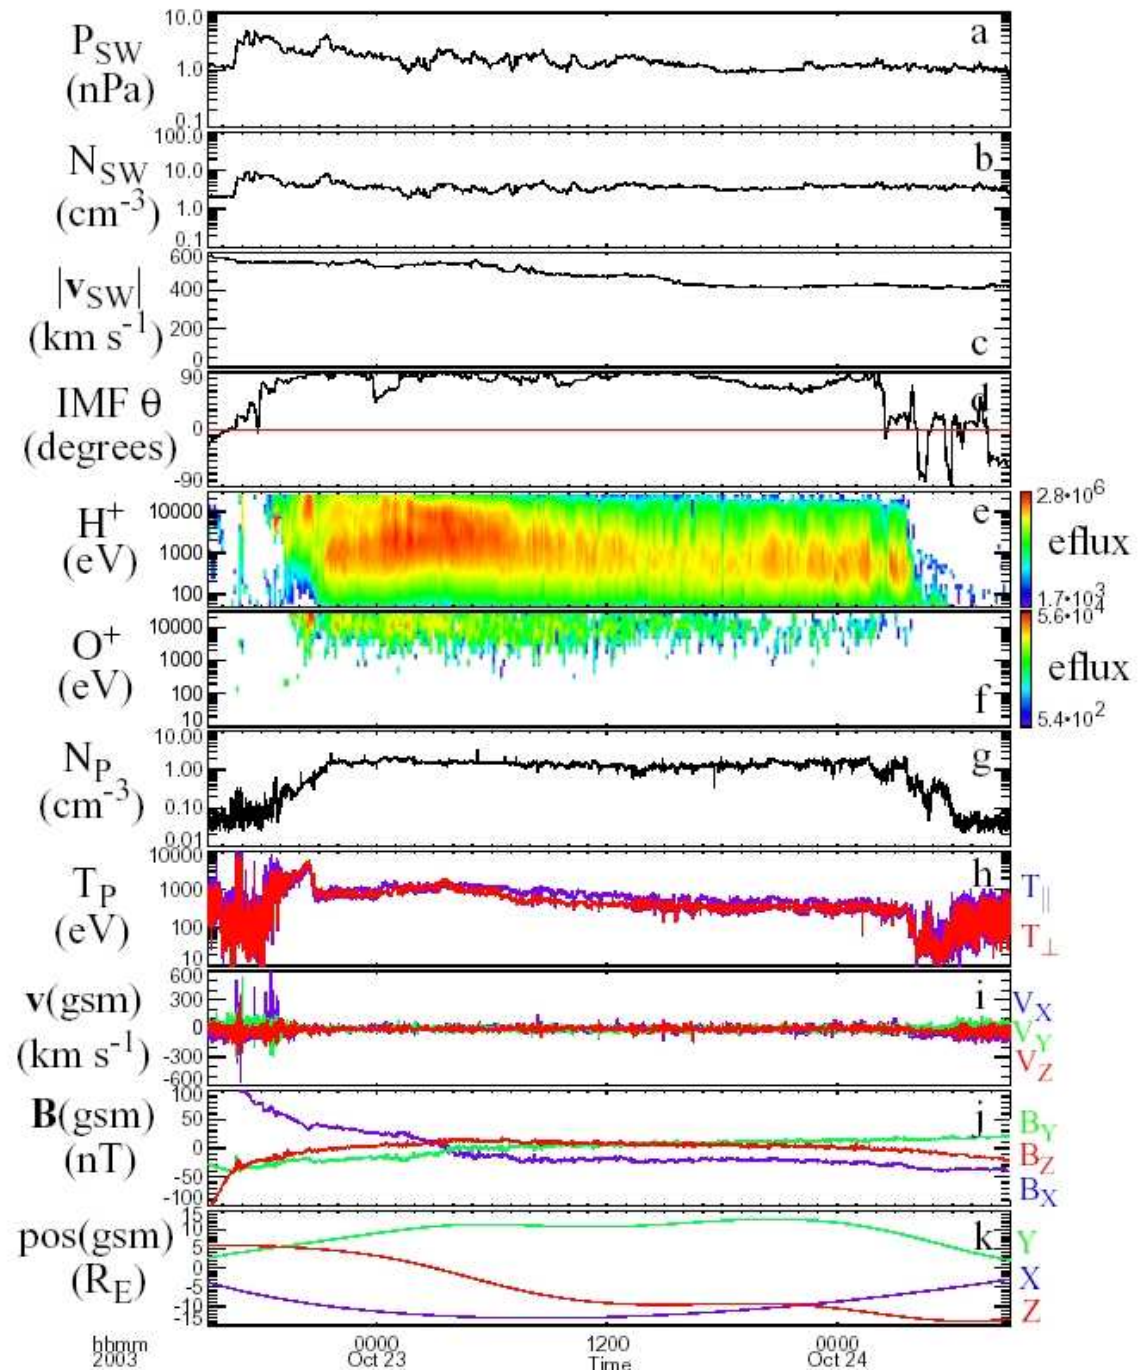 P_SW
(nPa)
10.0
1.0
0.1
a
N_SW
(cm^-3)
100.0
10.0
1.0
0.1
b
|v_SW|
(km s^-1)
600
400
200
0
c
IMF θ
(degrees)
90
0
-90
d
H^+
(eV)
10000
1000
100
e
2.8•10^6
eflux
1.7•10^3
O^+
(eV)
10000
1000
100
10
f
5.6•10^4
eflux
5.4•10^2
N_P
(cm^-3)
10.00
1.00
0.10
0.01
g
T_P
(eV)
10000
1000
100
10
h
T_||
T_⊥
v(gsm)
(km s^-1)
600
300
0
-300
-600
i
V_X
V_Y
V_Z
B(gsm)
(nT)
100
50
0
-50
-100
j
B_Y
B_Z
B_X
pos(gsm)
(R_E)
15
10
5
0
-5
-10
-15
k
Y
X
Z
hhmm 0000 1200 0000
2003 Oct 23 Time Oct 24